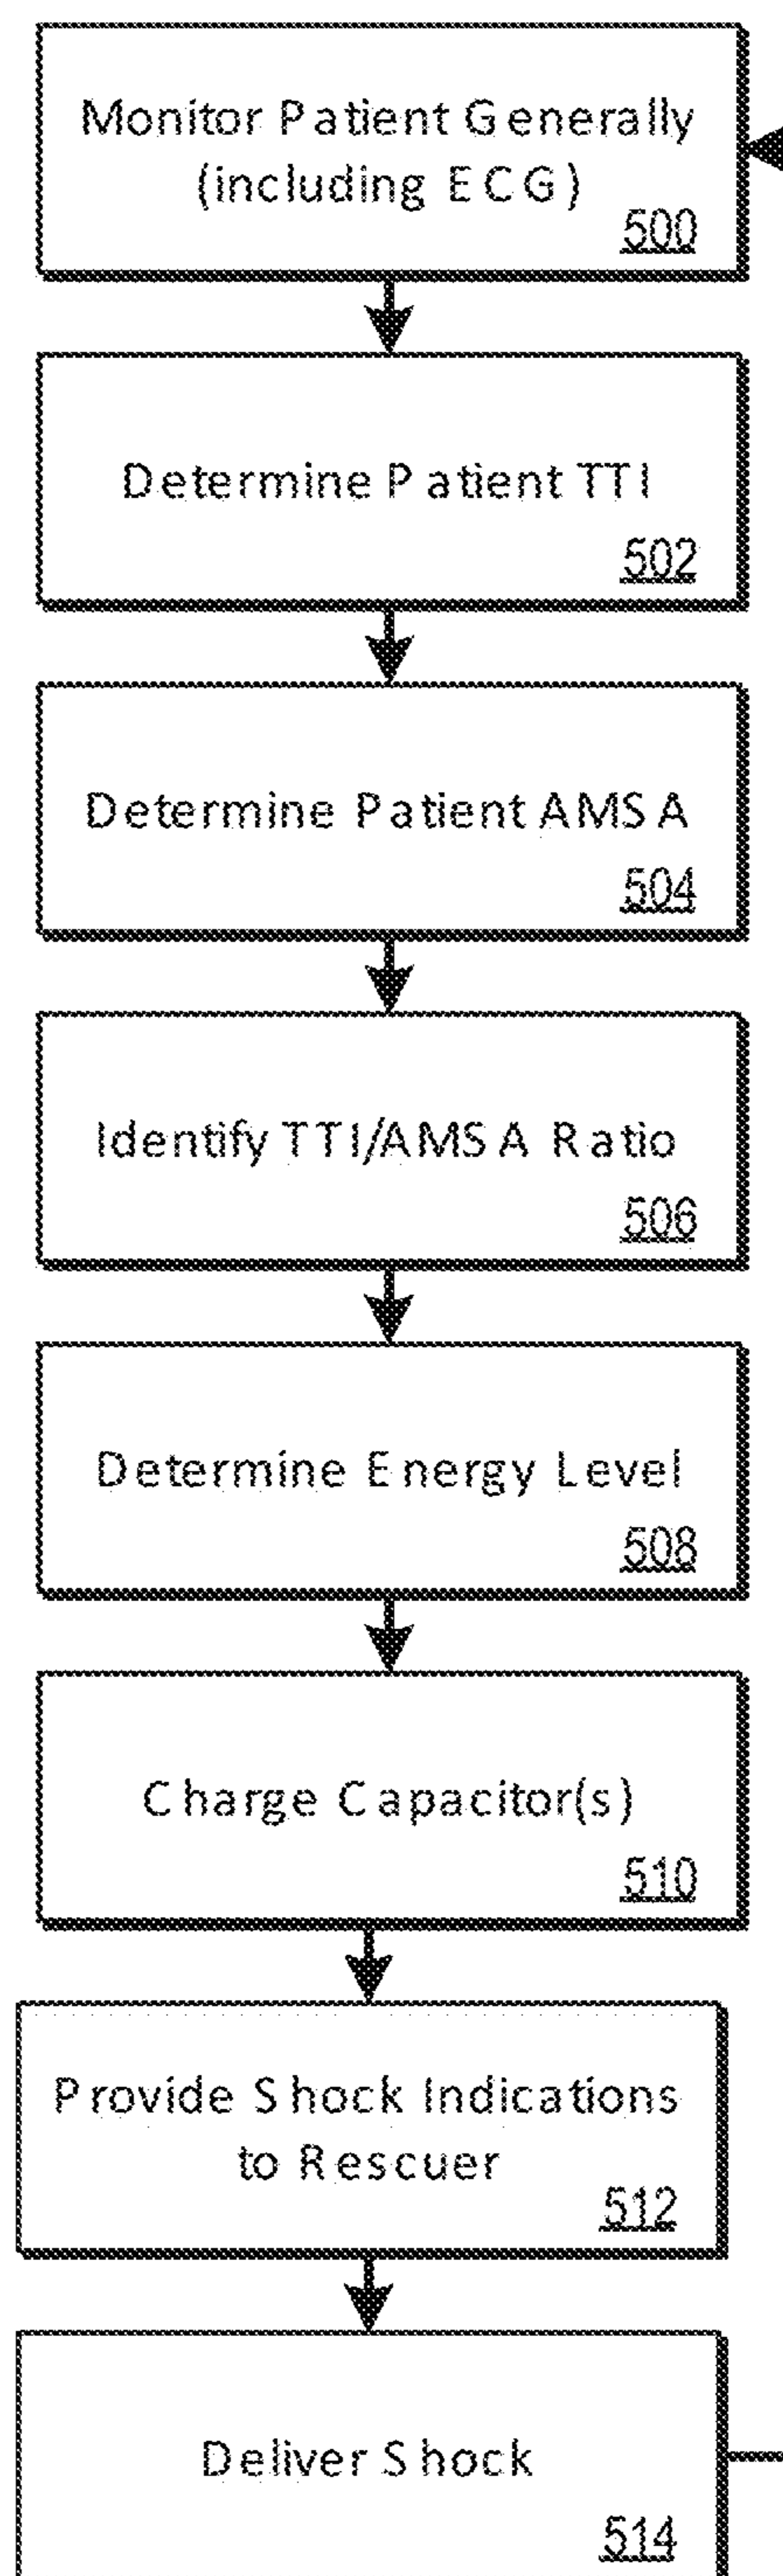 Monitor Patient Generally
(including ECG)
500
Determine Patient TTI
502
Determine Patient AMSA
504
Identify TTI/AMSA Ratio
506
Determine Energy Level
508
Charge Capacitor(s)
510
Provide Shock Indications
to Rescuer
512
Deliver Shock
514